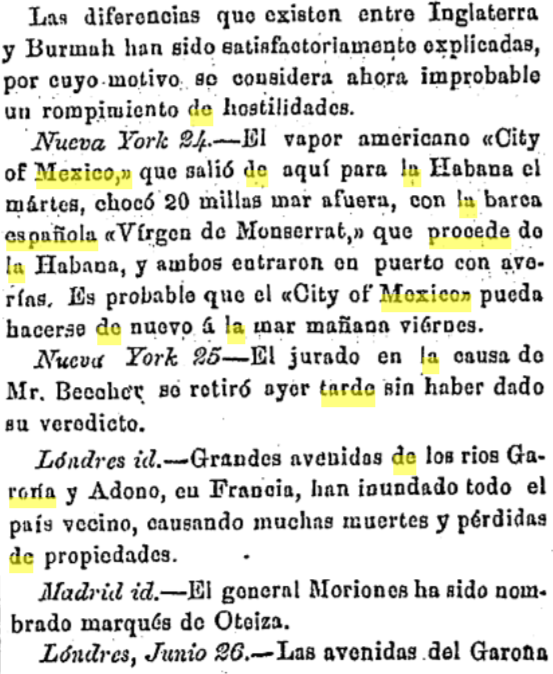 Las diferencias que existen entre Inglaterra
y Burmah han sido satisfactoriamente explicadas,
por cuyo motivo se considera ahora improbable
un rompimiento de hostilidades.
Nueva York 24.—El vapor americano «City
of Mexico,» que salió de aquí para la Habana el
mártes, chocó 20 millas mar afuera, con la barca
española «Vírgen de Monserrat,» que procede de
la Habana, y ambos entraron en puerto con ave-
rías. Es probable que el «City of Mexico» pueda
hacerse de nuevo á la mar mañana viérnes.
Nueva York 25—El jurado en la causa de
Mr. Beecher se retiró ayer tarde sin haber dado
su veredicto.
Lóndres id.—Grandes avenidas de los rios Ga-
rona y Adono, en Francia, han inundado todo el
país vecino, causando muchas muertes y pérdidas
de propiedades.
Madrid id.—El general Moriones ha sido nom-
brado marqués de Oteiza.
Lóndres, Junio 26.—Las avenidas del Garona